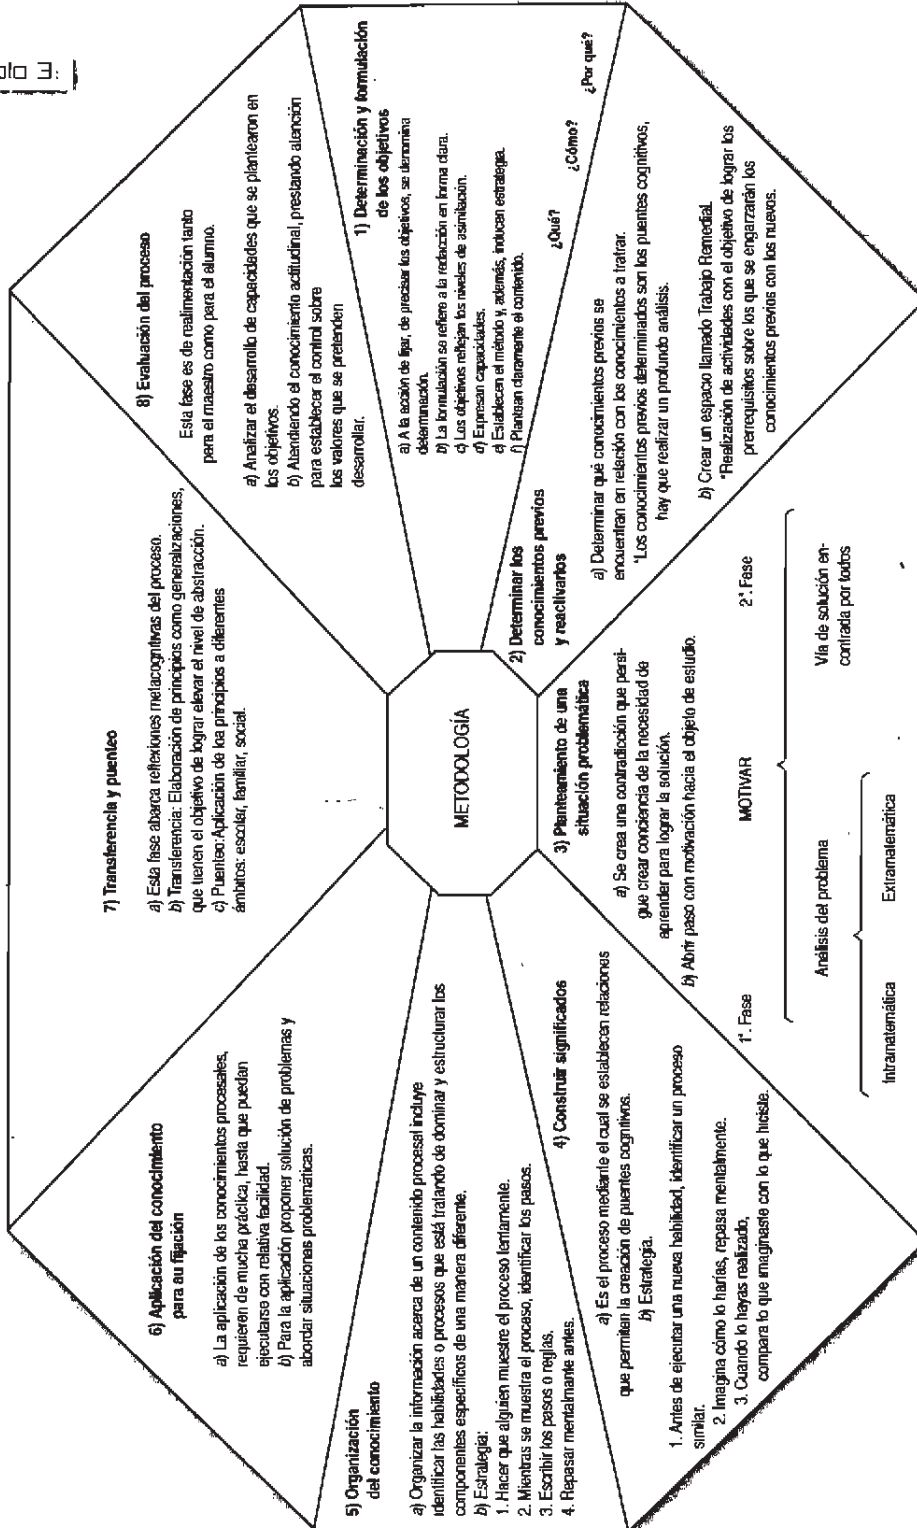 METODOLOGÍA
1) Determinación y formulación
de los objetivos
a) A la acción de fijar, de precisar los objetivos, se denomina
determinación.
b) La formulación se refiere a la redacción en forma clara.
c) Los objetivos reflejan los niveles de asimilación.
d) Expresan capacidades.
e) Establecen el método y, además, inducan estrategia.
f) Plantean claramente el contenido.
¿Qué? ¿Cómo? ¿Por qué?
2) Determinar los
conocimientos previos
y reactivarlos
a) Determinar qué conocimientos previos se
encuentran en relación con los conocimientos a tratrar.
*Los conocimientos previos determinados son los puentes cognitivos,
hay que realizar un profundo análisis.
b) Crear un espacio llamado Trabajo Remedial.
*Realización de actividades con el objetivo de lograr los
prerrequisitos sobre los que se engarzarán los
conocimientos previos con los nuevos.
3) Planteamiento de una
situación problemática
a) Se crea una contradicción que persi-
gue crear conciencia de la necesidad de
aprender para lograr la solución.
b) Abrir paso con motivación hacia el objeto de estudio.
1ª. Fase MOTIVAR 2ª. Fase
Análisis del problema
Vía de solución en-
contrada por todos
Intramatemática Extramatemática
4) Construir significados
a) Es el proceso mediante el cual se establecen relaciones
que permiten la creación de puentes cognitivos.
b) Estrategia.
1. Antes de ejecutar una nueva habilidad, identificar un proceso
similar.
2. Imagina cómo lo harías, repasa mentalmente.
3. Cuando lo hayas realizado,
compara lo que imaginaste con lo que hiciste.
5) Organización
del conocimiento
a) Organizar la información acerca de un contenido procesal incluye
identificar las habilidades o procesos que está tratando de dominar y estructurar los
componentes específicos de una manera diferente.
b) Estrategia:
1. Hacer que alguien muestre el proceso lentamente.
2. Mientras se muestra el proceso, identificar los pasos.
3. Escribir los pasos o reglas.
4. Repasar mentalmante antes.
6) Aplicación del conocimiento
para au fijación
a) La aplicación de los conocimientos procesales,
requieren de mucha práctica, hasta que puedan
ejecutarse con relativa facilidad.
b) Para la aplicación proponer solución de problemas y
abordar situaciones problemáticas.
7) Transferencia y puenteo
a) Esta fase abarca reflexiones metacognitivas del proceso.
b) Transferencia: Elaboración de principios como generalizaciones,
que tienen el objetivo de lograr elevar el nivel de abstracción.
c) Puenteo: Aplicación de loa principios a diferentes
ámbitos: escolar, familiar, social.
8) Evaluación del proceso
Esta fase es de realimentación tanto
para el maestro como para el alumno.
a) Analizar el desarrollo de capacidades que se plantearon en
los objetivos.
b) Atendiendo el conocimiento actitudinal, prestando atención
para establecer el control sobre
los valores que se pretenden
desarrollar.